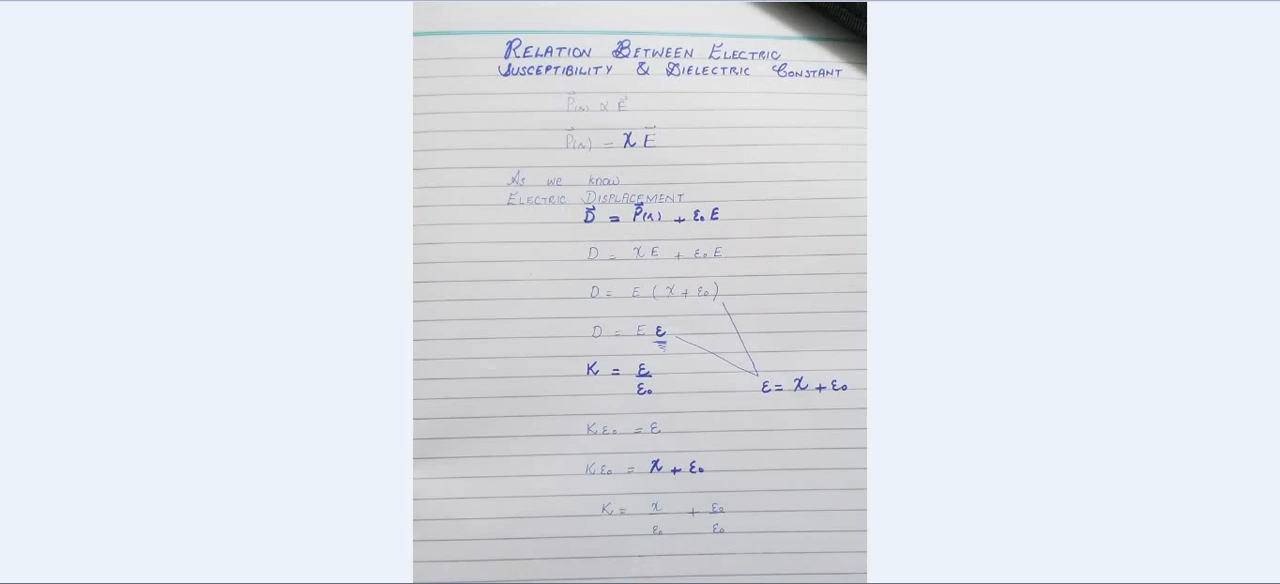 RELATION BETWEEN ELECTRIC
SUSCEPTIBILITY & DIELECTRIC CONSTANT
P⃗(r) ∝ E⃗
P⃗(r) = χ E⃗
As we know
ELECTRIC DISPLACEMENT
D⃗ = P⃗(r) + ε₀ E
D = χ E + ε₀ E
D = E ( χ + ε₀ )
D = E ε
K = ε / ε₀
ε = χ + ε₀
K ε₀ = ε
K ε₀ = χ + ε₀
K = χ / ε₀ + ε₀ / ε₀